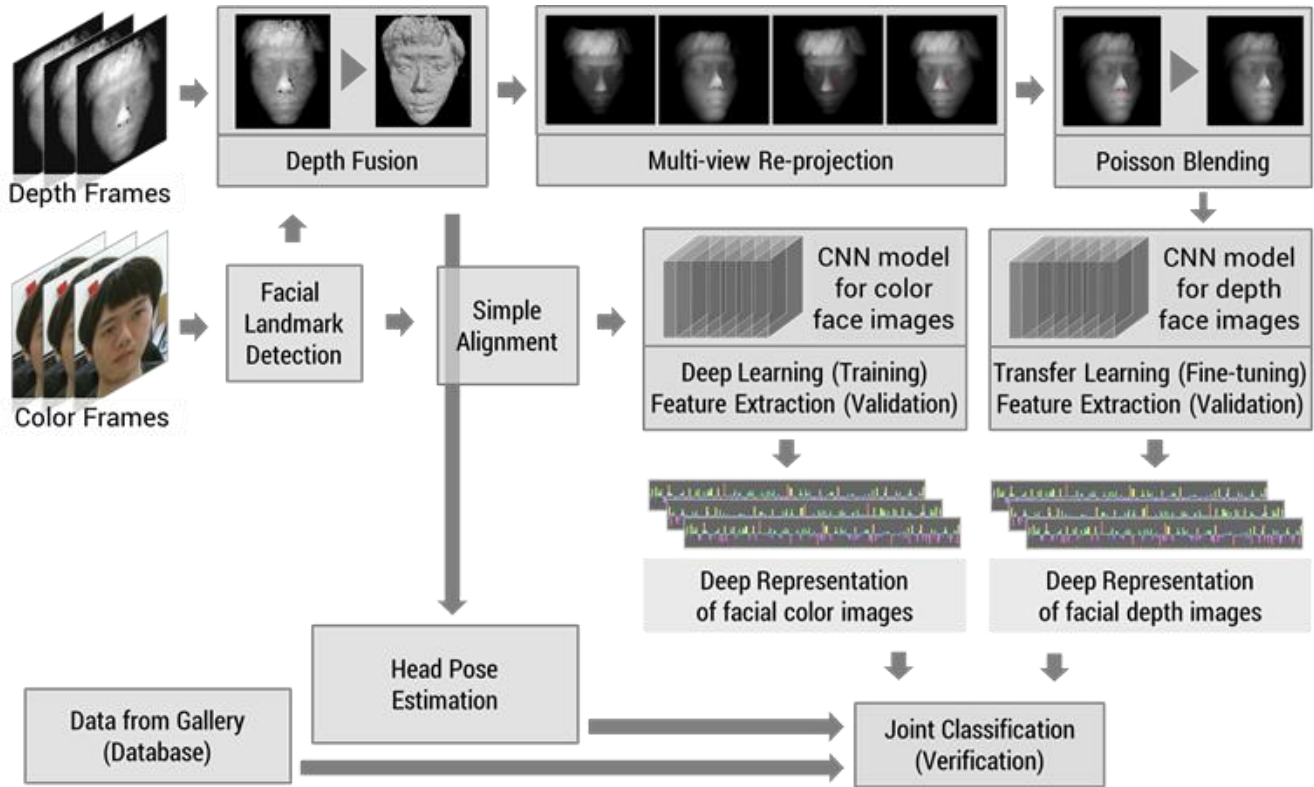 Depth Frames
Depth Fusion
Multi-view Re-projection
Poisson Blending
Color Frames
Facial
Landmark
Detection
Simple
Alignment
CNN model
for color
face images
Deep Learning (Training)
Feature Extraction (Validation)
CNN model
for depth
face images
Transfer Learning (Fine-tuning)
Feature Extraction (Validation)
Deep Representation
of facial color images
Deep Representation
of facial depth images
Head Pose
Estimation
Data from Gallery
(Database)
Joint Classification
(Verification)